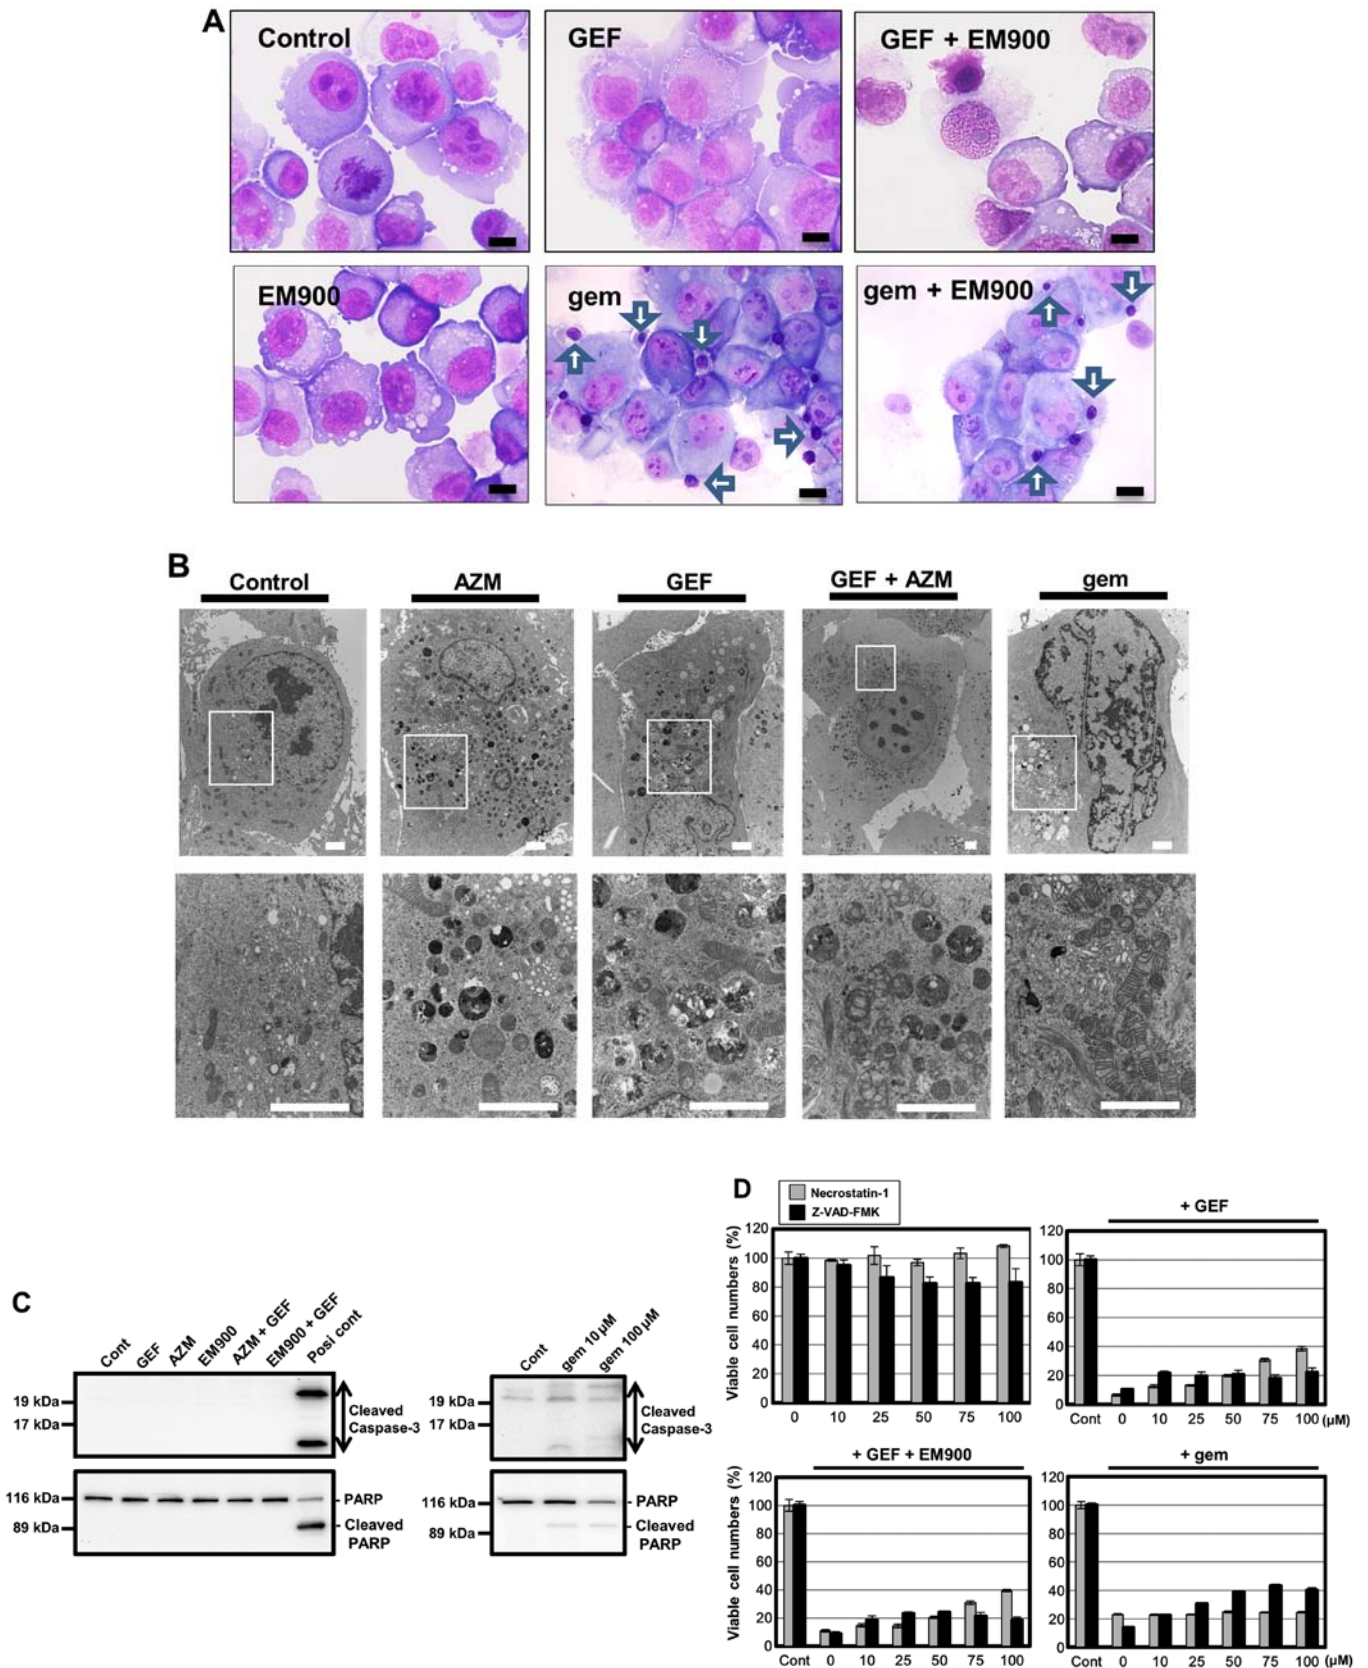 A
Control
GEF
GEF + EM900
EM900
gem
gem + EM900
B
Control
AZM
GEF
GEF + AZM
gem
C
Cont
GEF
AZM
EM900
AZM + GEF
EM900 + GEF
Posi cont
19 kDa
17 kDa
Cleaved
Caspase-3
116 kDa
89 kDa
PARP
Cleaved
PARP
Cont
gem 10 μM
gem 100 μM
19 kDa
17 kDa
Cleaved
Caspase-3
116 kDa
89 kDa
PARP
Cleaved
PARP
D
Necrostatin-1
Z-VAD-FMK
Viable cell numbers (%)
120
100
80
60
40
20
0
0 10 25 50 75 100
+ GEF
120
100
80
60
40
20
0
Cont 0 10 25 50 75 100 (μM)
+ GEF + EM900
Viable cell numbers (%)
120
100
80
60
40
20
0
Cont 0 10 25 50 75 100
+ gem
120
100
80
60
40
20
0
Cont 0 10 25 50 75 100 (μM)